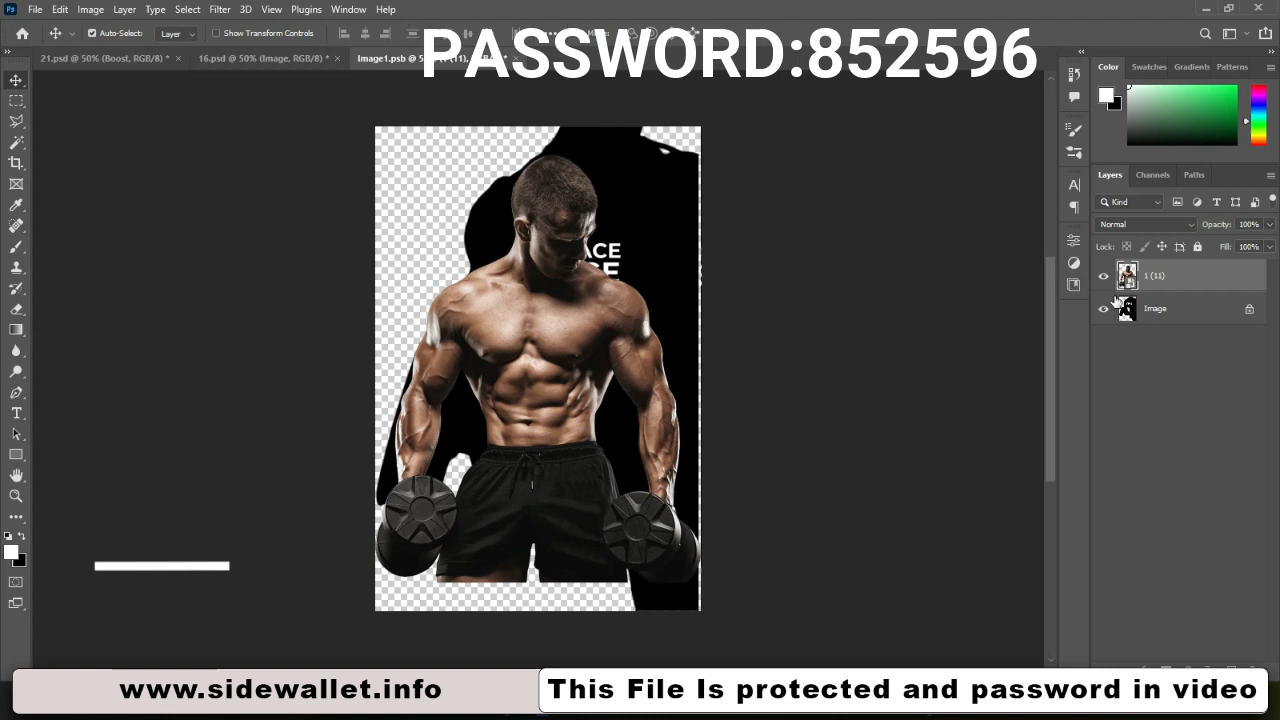 File Edit Image Layer Type Select Filter 3D View Plugins Window Help
Auto-Select: Layer Show Transform Controls
PASSWORD:852596
21.psd @ 50% (Boost, RGB/8) * × 16.psd @ 50% (Image, RGB/8) * × Image1.psb @ 5
Color Swatches Gradients Patterns
Layers Channels Paths
Kind
Normal Opacity: 100%
Lock: Fill: 100%
1 (11)
Image
ACE
www.sidewallet.info
This File Is protected and password in video